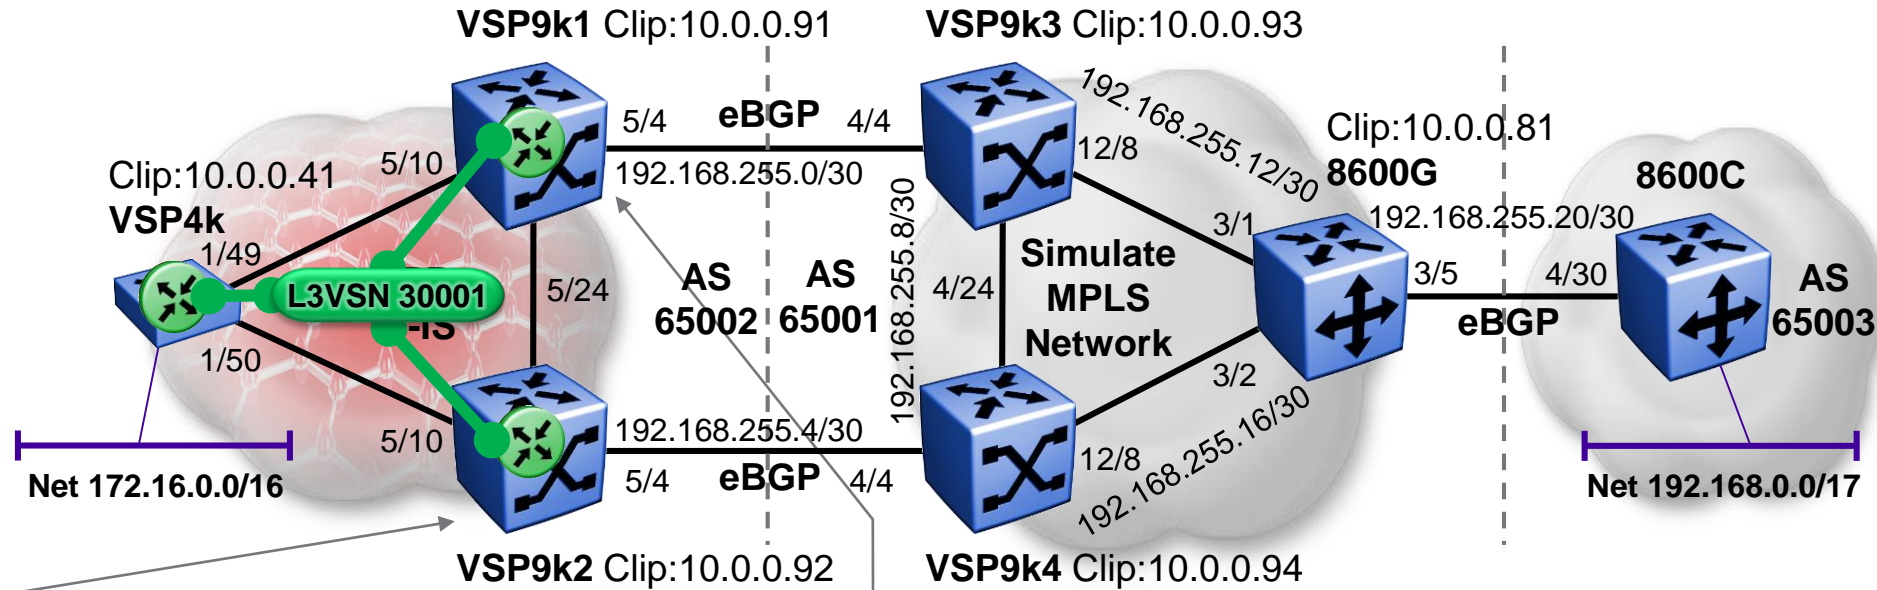 VSP9k1 Clip:10.0.0.91
VSP9k3 Clip:10.0.0.93
192.168.255.12/30
5/4
eBGP
4/4
Clip:10.0.0.81
8600G
12/8
5/10
192.168.255.0/30
Clip:10.0.0.41
VSP4k
8600C
192.168.255.20/30
3/1
1/49
L3VSN 30001
-IS
5/24
AS
65002
AS
65001
192.168.255.8/30
4/24
Simulate
MPLS
Network
3/5
4/30
eBGP
AS
65003
1/50
3/2
5/10
192.168.255.4/30
12/8
192.168.255.16/30
5/4
eBGP
4/4
Net 172.16.0.0/16
Net 192.168.0.0/17
VSP9k2 Clip:10.0.0.92
VSP9k4 Clip:10.0.0.94